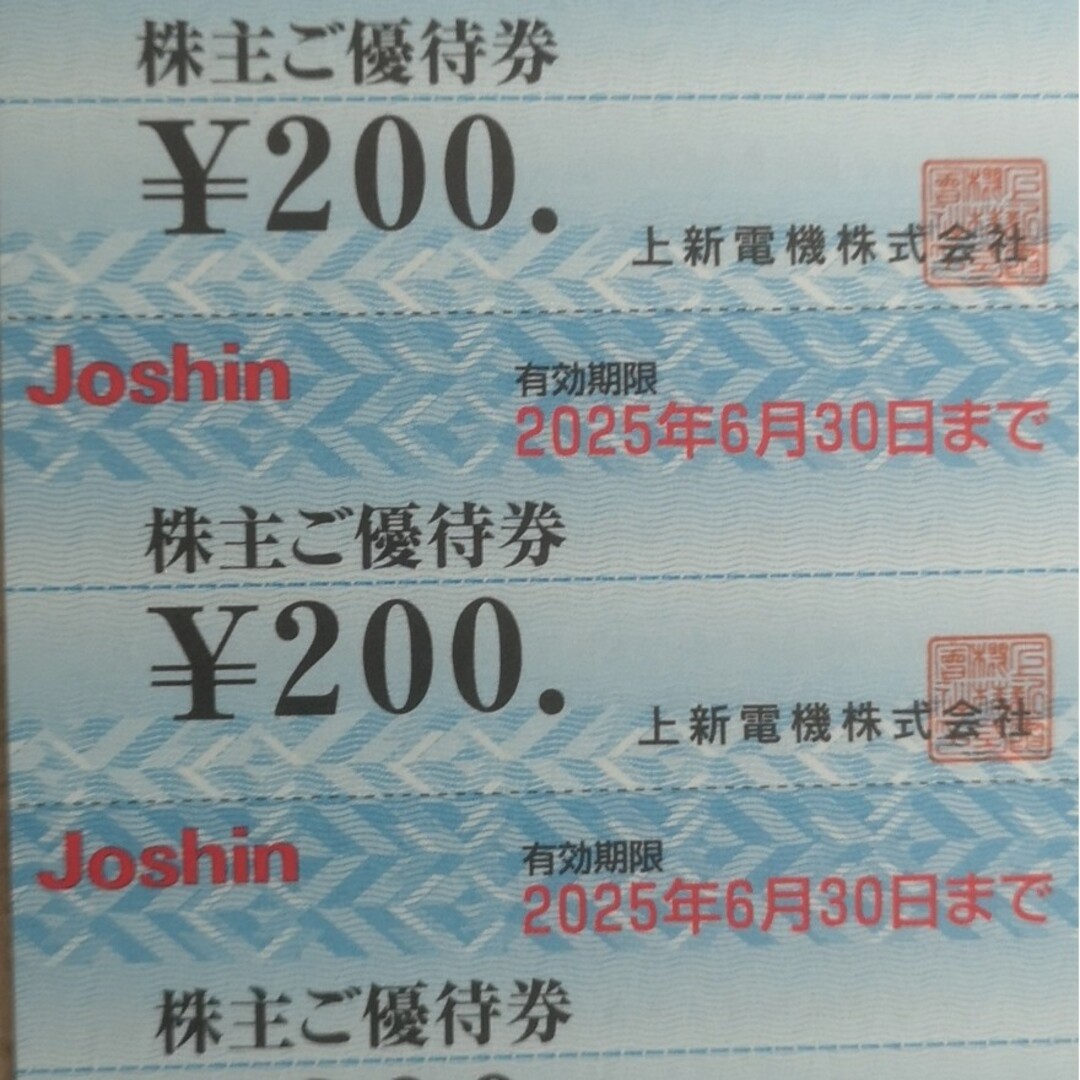 株主ご優待券
¥200.
上新電機株式会社
Joshin
有効期限
2025年6月30日まで
株主ご優待券
¥200.
上新電機株式会社
Joshin
有効期限
2025年6月30日まで
株主ご優待券